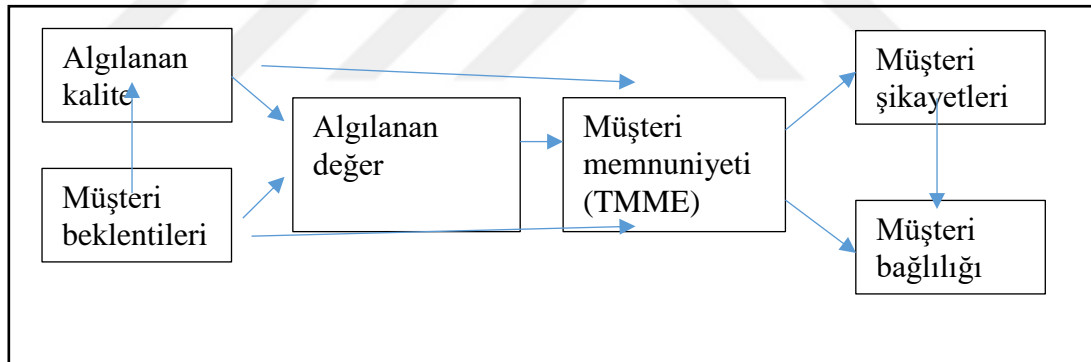 Algılanan
kalite
Müşteri
beklentileri
Algılanan
değer
Müşteri
memnuniyeti
(TMME)
Müşteri
şikayetleri
Müşteri
bağlılığı